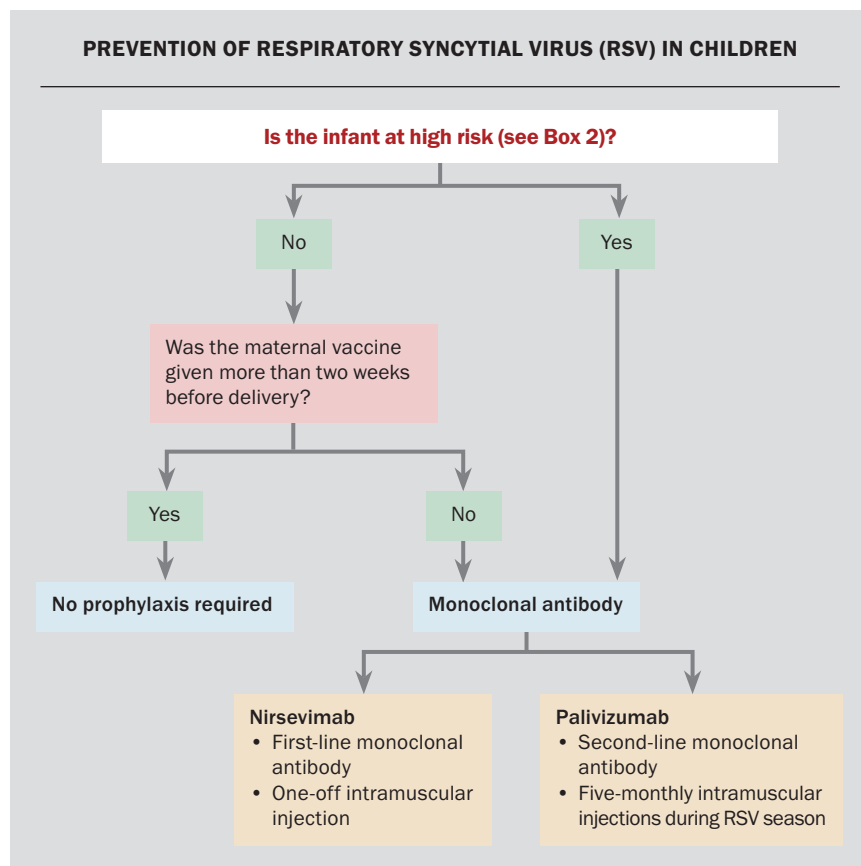 PREVENTION OF RESPIRATORY SYNCYTIAL VIRUS (RSV) IN CHILDREN
Is the infant at high risk (see Box 2)?
No
Yes
Was the maternal vaccine
given more than two weeks
before delivery?
Yes
No
No prophylaxis required
Monoclonal antibody
Nirsevimab
• First-line monoclonal
antibody
• One-off intramuscular
injection
Palivizumab
• Second-line monoclonal
antibody
• Five-monthly intramuscular
injections during RSV season